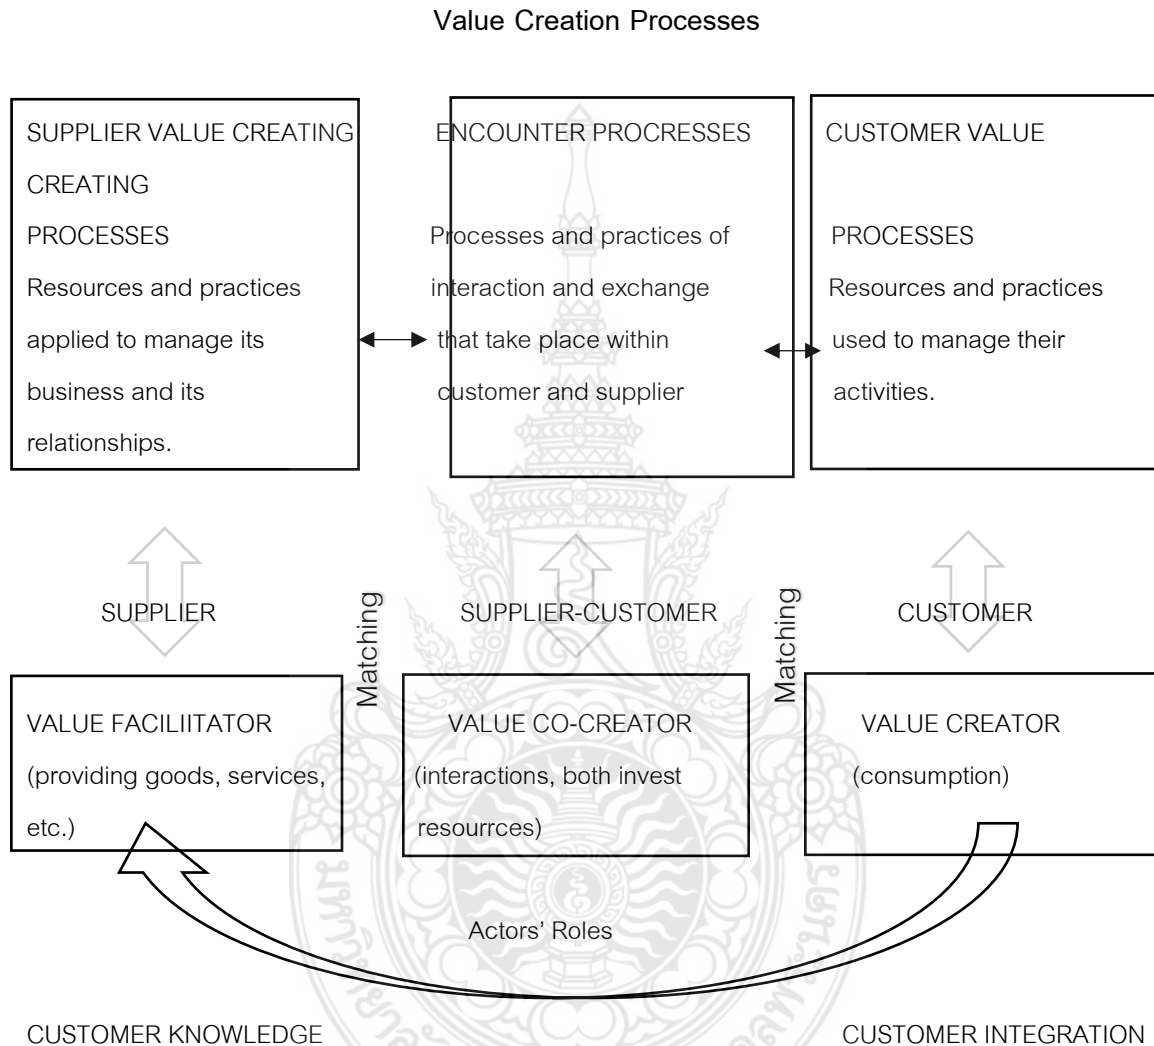 Value Creation Processes
SUPPLIER VALUE CREATING
CREATING
PROCESSES
Resources and practices
applied to manage its
business and its
relationships.
ENCOUNTER PROCRESSES
Processes and practices of
interaction and exchange
that take place within
customer and supplier
CUSTOMER VALUE
PROCESSES
Resources and practices
used to manage their
activities.
SUPPLIER
Matching
SUPPLIER-CUSTOMER
Matching
CUSTOMER
VALUE FACILIITATOR
(providing goods, services,
etc.)
VALUE CO-CREATOR
(interactions, both invest
resourrces)
VALUE CREATOR
(consumption)
Actors’ Roles
CUSTOMER KNOWLEDGE
CUSTOMER INTEGRATION